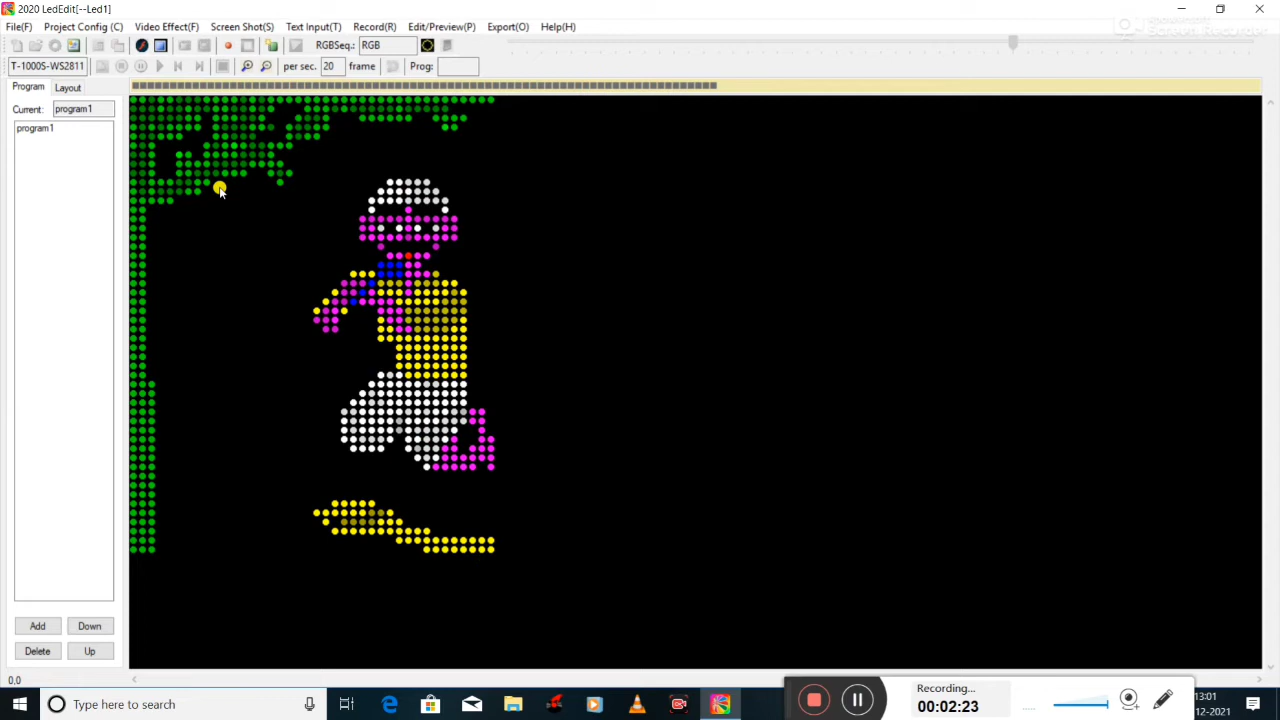 2020 LedEdit[--Led1]
File(F) Project Config (C) Video Effect(F) Screen Shot(S) Text Input(T) Record(R) Edit/Preview(P) Export(O) Help(H)
Screen Recorder
RGBSeq.: RGB
T-1000S-WS2811 per sec. 20 frame Prog:
Program Layout
Current: program1
program1
Add Down
Delete Up
0,0
Type here to search
Recording...
00:02:23
13:01
12-2021